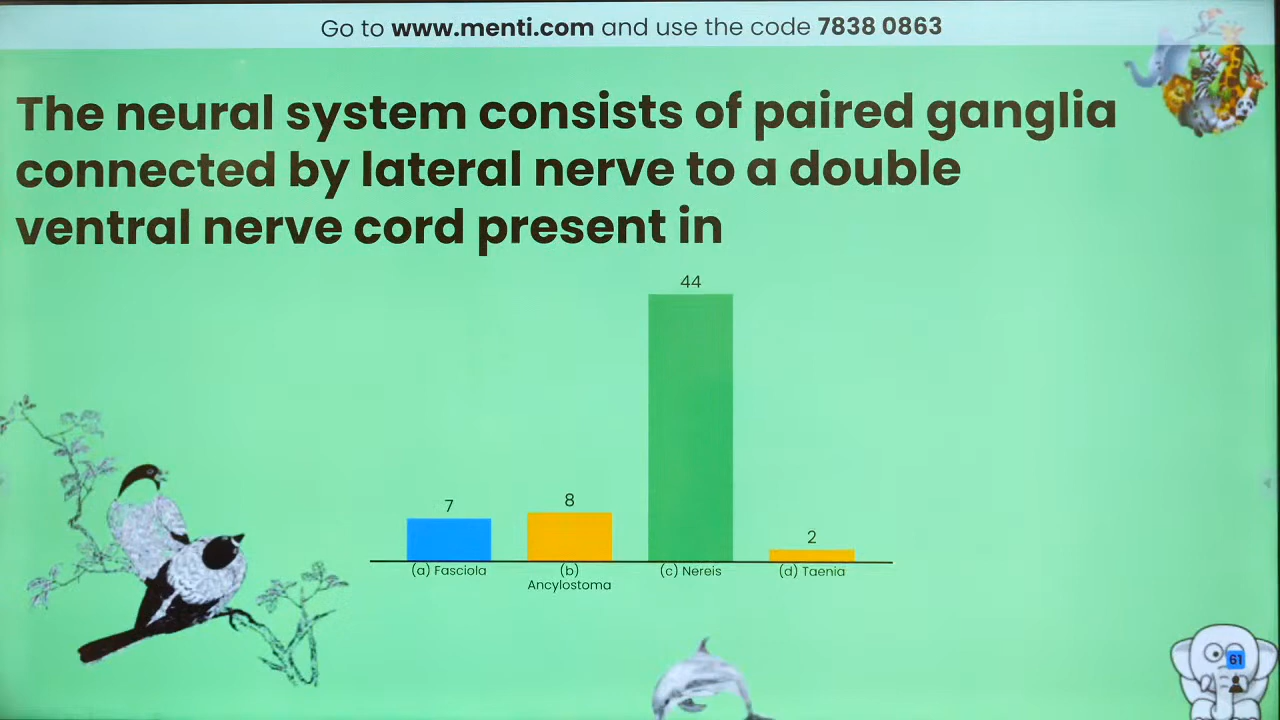 Go to www.menti.com and use the code 7838 0863
The neural system consists of paired ganglia
connected by lateral nerve to a double
ventral nerve cord present in
44
8
7
2
(a) Fasciola
(b)
Ancylostoma
(c) Nereis
(d) Taenia
61